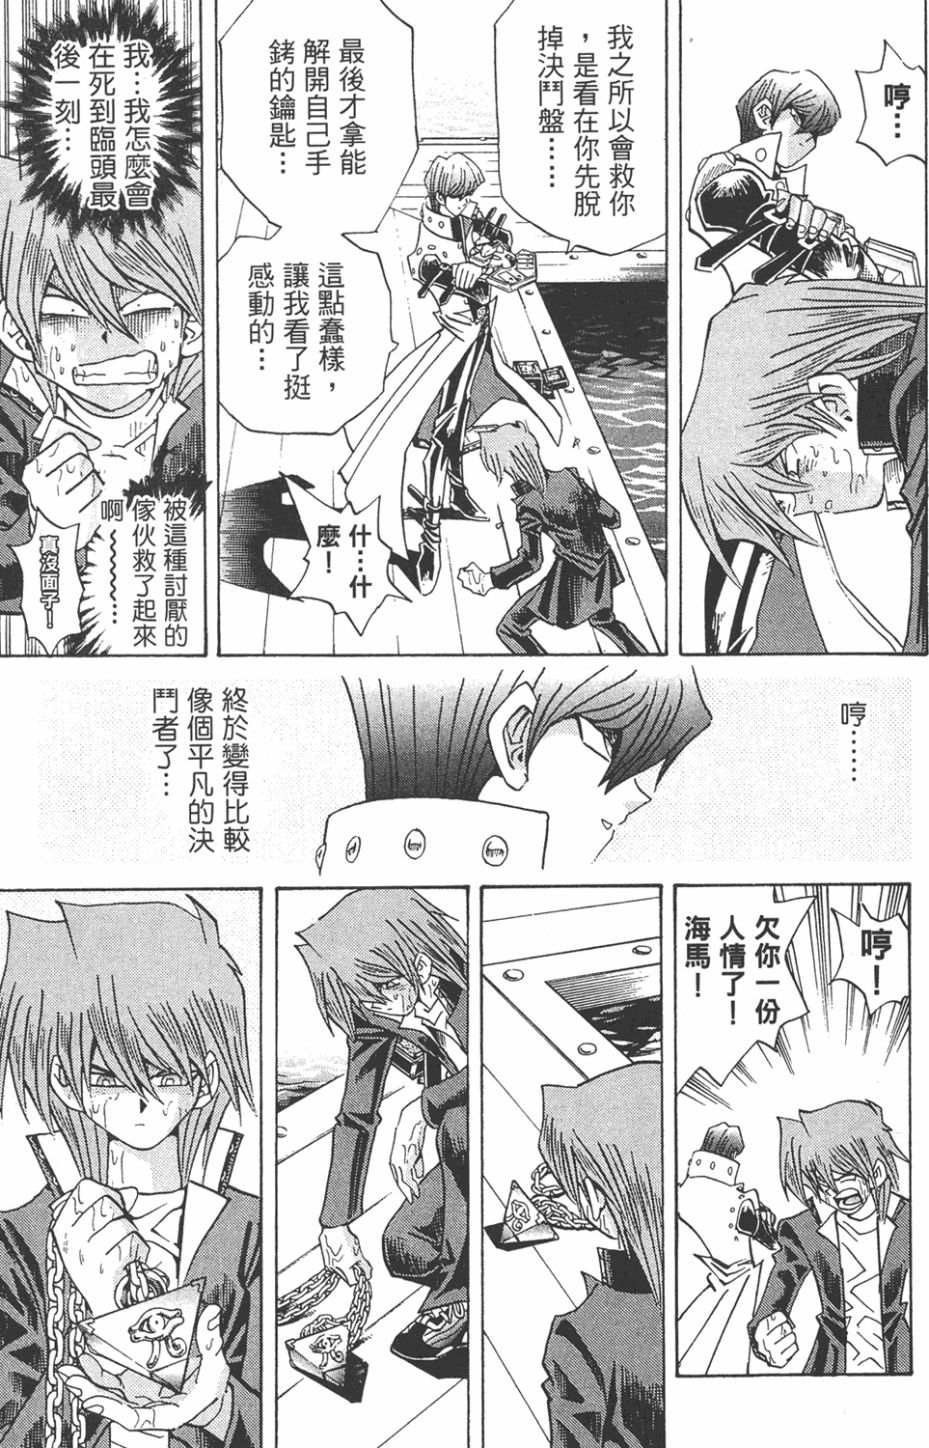 哼…
我之所以會救你
，是看在你先脫
掉決鬥盤……
最後才拿能
解開自己手
銬的鑰匙…
這點蠢樣，
讓我看了挺
感動的…
什…什
麼！
我…我怎麼會
在死到臨頭最
後一刻…
被這種討厭的
傢伙救了起來
啊～～～……
真沒面子！
哼……
終於變得比較
像個平凡的決
鬥者了…
哼！
欠你一份
人情了！
海馬！